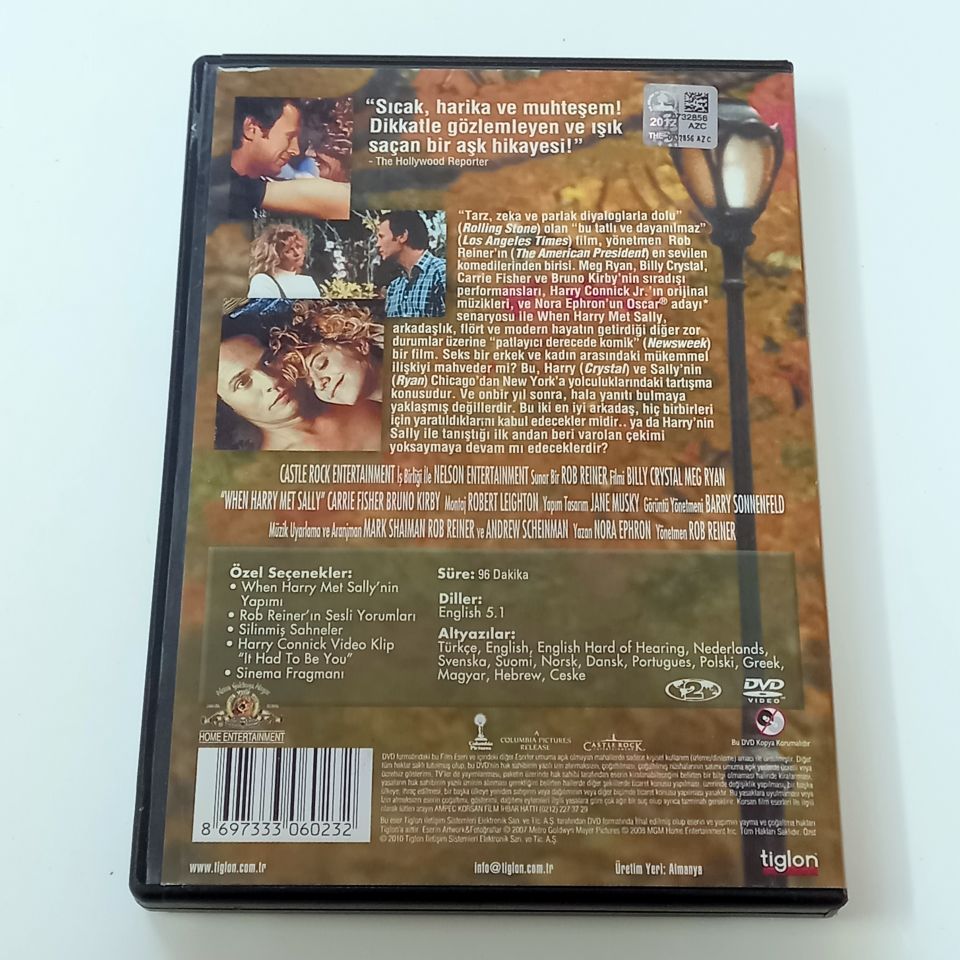 “Sıcak, harika ve muhteşem!
Dikkatle gözlemleyen ve ışık
saçan bir aşk hikayesi!”
- The Hollywood Reporter
2012
0732856
AZC
THE
0732856 AZC
“Tarz, zeka ve parlak diyaloglarla dolu”
(Rolling Stone) olan “bu tatlı ve dayanılmaz”
(Los Angeles Times) film, yönetmen Rob
Reiner’ın (The American President) en sevilen
komedilerinden birisi. Meg Ryan, Billy Crystal,
Carrie Fisher ve Bruno Kirby’nin sıradışı
performansları, Harry Connick Jr.’ın orijinal
müzikleri, ve Nora Ephron’un Oscar® adayı*
senaryosu ile When Harry Met Sally,
arkadaşlık, flört ve modern hayatın getirdiği diğer zor
durumlar üzerine “patlayıcı derecede komik” (Newsweek)
bir film. Seks bir erkek ve kadın arasındaki mükemmel
ilişkiyi mahveder mi? Bu, Harry (Crystal) ve Sally’nin
(Ryan) Chicago’dan New York’a yolculuklarındaki tartışma
konusudur. Ve onbir yıl sonra, hala yanıtı bulmaya
yaklaşmış değillerdir. Bu iki en iyi arkadaş, hiç birbirleri
için yaratıldıklarını kabul edecekler midir.. ya da Harry’nin
Sally ile tanıştığı ilk andan beri varolan çekimi
yoksaymaya devam mı edeceklerdir?
CASTLE ROCK ENTERTAINMENT İş Birliği İle NELSON ENTERTAINMENT Sunar Bir ROB REINER Filmi BILLY CRYSTAL MEG RYAN
“WHEN HARRY MET SALLY” CARRIE FISHER BRUNO KIRBY Montaj ROBERT LEIGHTON Yapım Tasarım JANE MUSKY Görüntü Yönetmeni BARRY SONNENFELD
Müzik Uyarlama ve Aranjman MARK SHAIMAN ROB REINER ve ANDREW SCHEINMAN Yazan NORA EPHRON Yönetmen ROB REINER
Özel Seçenekler:
• When Harry Met Sally’nin
Yapımı
• Rob Reiner’ın Sesli Yorumları
• Silinmiş Sahneler
• Harry Connick Video Klip
“It Had To Be You”
• Sinema Fragmanı
Süre: 96 Dakika
Diller:
English 5.1
Altyazılar:
Türkçe, English, English Hard of Hearing, Nederlands,
Svenska, Suomi, Norsk, Dansk, Portugues, Polski, Greek,
Magyar, Hebrew, Ceske
2
DVD
VIDEO
Bu DVD Kopya Korumalıdır
HOME ENTERTAINMENT
Columbia
Pictures
A
COLUMBIA PICTURES
RELEASE
CASTLE ROCK
8 697333 060232
www.tiglon.com.tr
info@tiglon.com.tr
Üretim Yeri: Almanya
tiglon